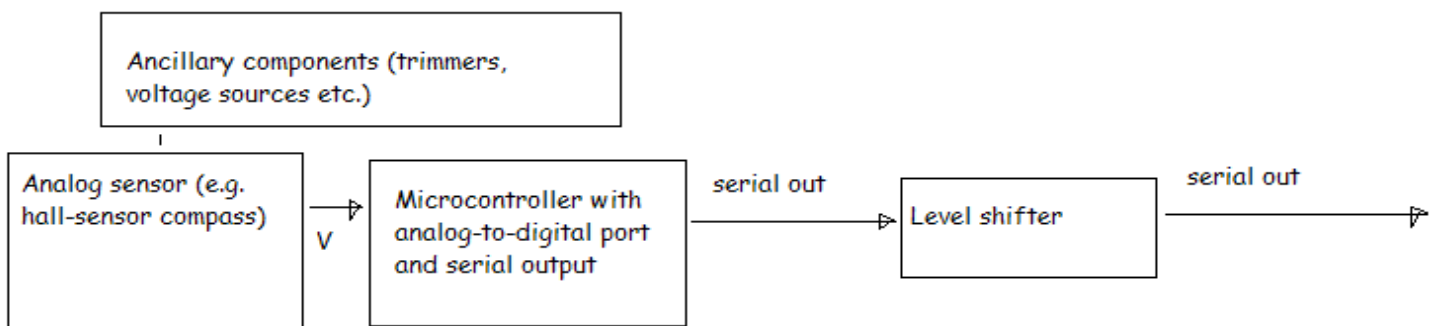 Ancillary components (trimmers,
voltage sources etc.)
Analog sensor (e.g.
hall-sensor compass)
V
Microcontroller with
analog-to-digital port
and serial output
serial out
Level shifter
serial out